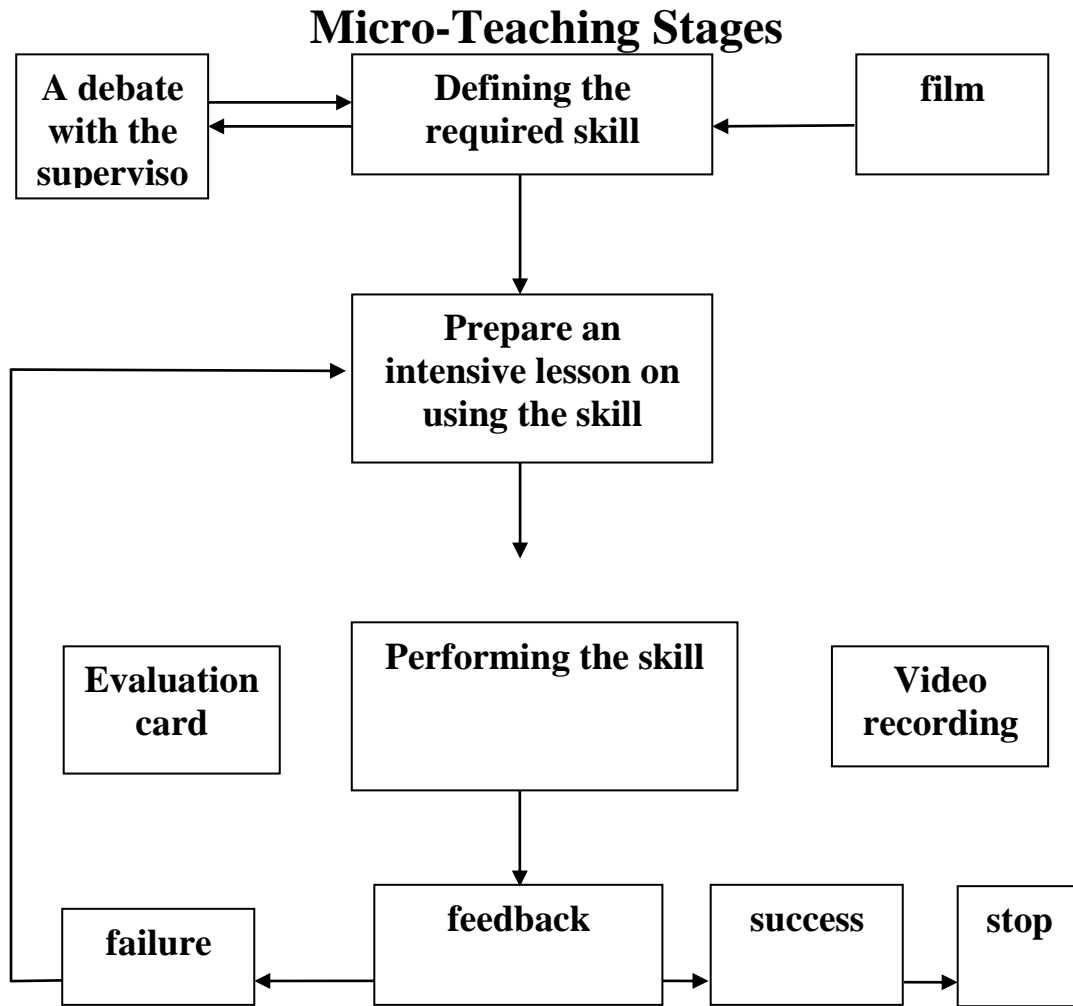 Micro-Teaching Stages
A debate
with the
superviso
Defining the
required skill
film
Prepare an
intensive lesson on
using the skill
Evaluation
card
Performing the skill
Video
recording
failure
feedback
success
stop